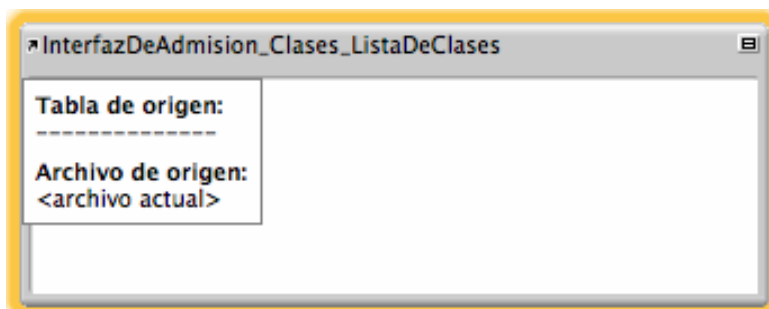 InterfazDeAdmision_Clases_ListaDeClases
Tabla de origen:
--------------
Archivo de origen:
<archivo actual>